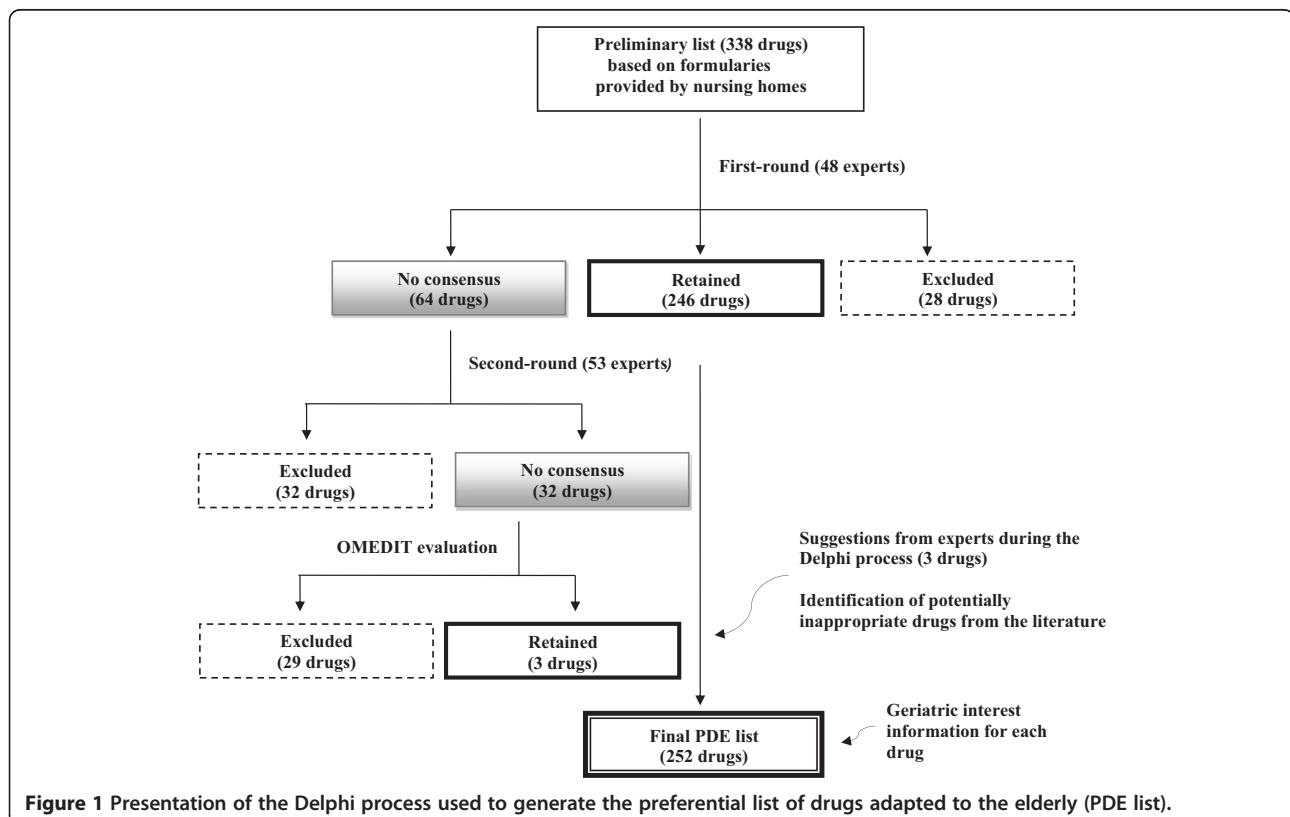 Preliminary list (338 drugs)
based on formularies
provided by nursing homes
First-round (48 experts)
No consensus
(64 drugs)
Retained
(246 drugs)
Excluded
(28 drugs)
Second-round (53 experts)
Excluded
(32 drugs)
No consensus
(32 drugs)
OMEDIT evaluation
Suggestions from experts during the
Delphi process (3 drugs)
Identification of potentially
inappropriate drugs from the literature
Excluded
(29 drugs)
Retained
(3 drugs)
Final PDE list
(252 drugs)
Geriatric interest
information for each
drug
Figure 1 Presentation of the Delphi process used to generate the preferential list of drugs adapted to the elderly (PDE list).